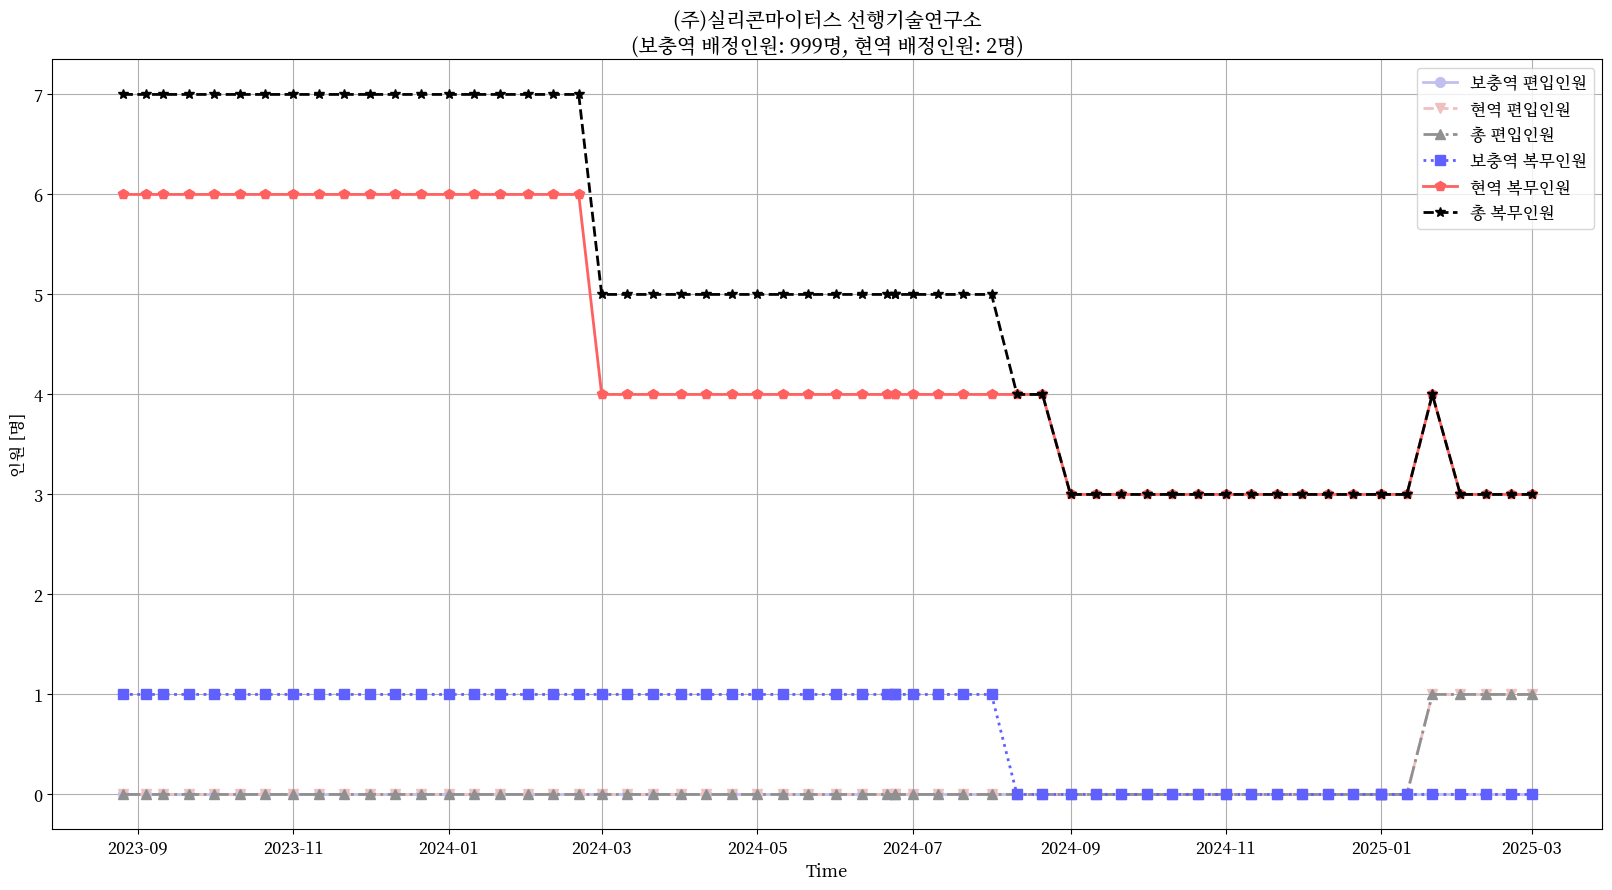 (주)실리콘마이터스 선행기술연구소
(보충역 배정인원: 999명, 현역 배정인원: 2명)
보충역 편입인원
현역 편입인원
총 편입인원
보충역 복무인원
현역 복무인원
총 복무인원
인원 [명]
7
6
5
4
3
2
1
0
2023-09
2023-11
2024-01
2024-03
2024-05
2024-07
2024-09
2024-11
2025-01
2025-03
Time